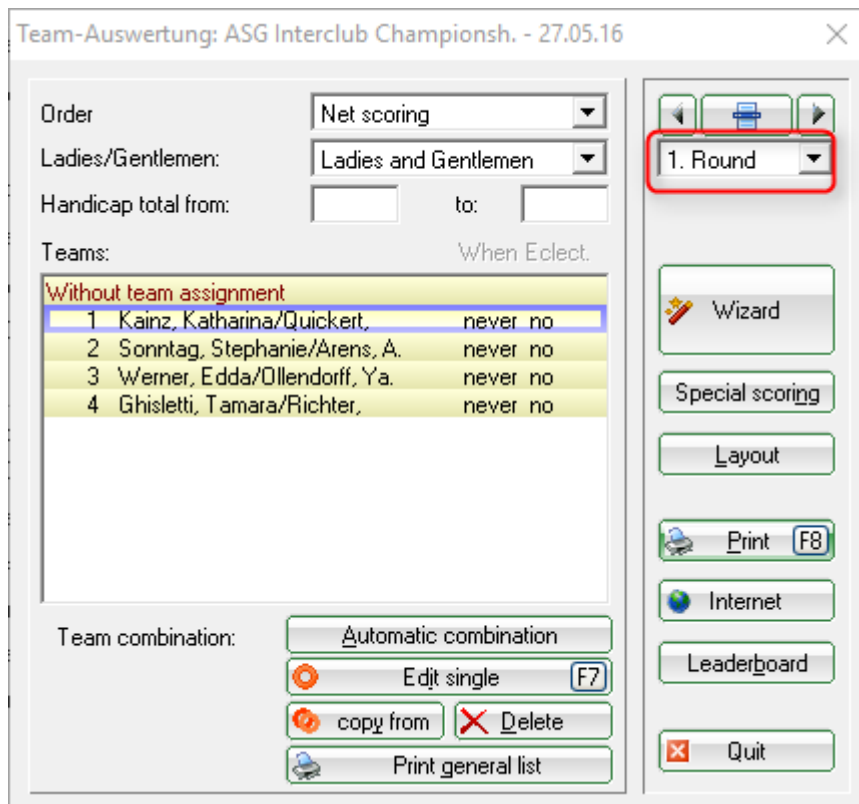 Team-Auswertung: ASG Interclub Championsh. - 27.05.16
Order Net scoring
Ladies/Gentlemen: Ladies and Gentlemen
Handicap total from: to:
Teams: When Eclect.
Without team assignment
1 Kainz, Katharina/Quickert, never no
2 Sonntag, Stephanie/Arens, A. never no
3 Werner, Edda/Ollendorff, Ya. never no
4 Ghisletti, Tamara/Richter, never no
Team combination: Automatic combination
Edit single F7
copy from Delete
Print general list
1. Round
Wizard
Special scoring
Layout
Print F8
Internet
Leaderboard
Quit